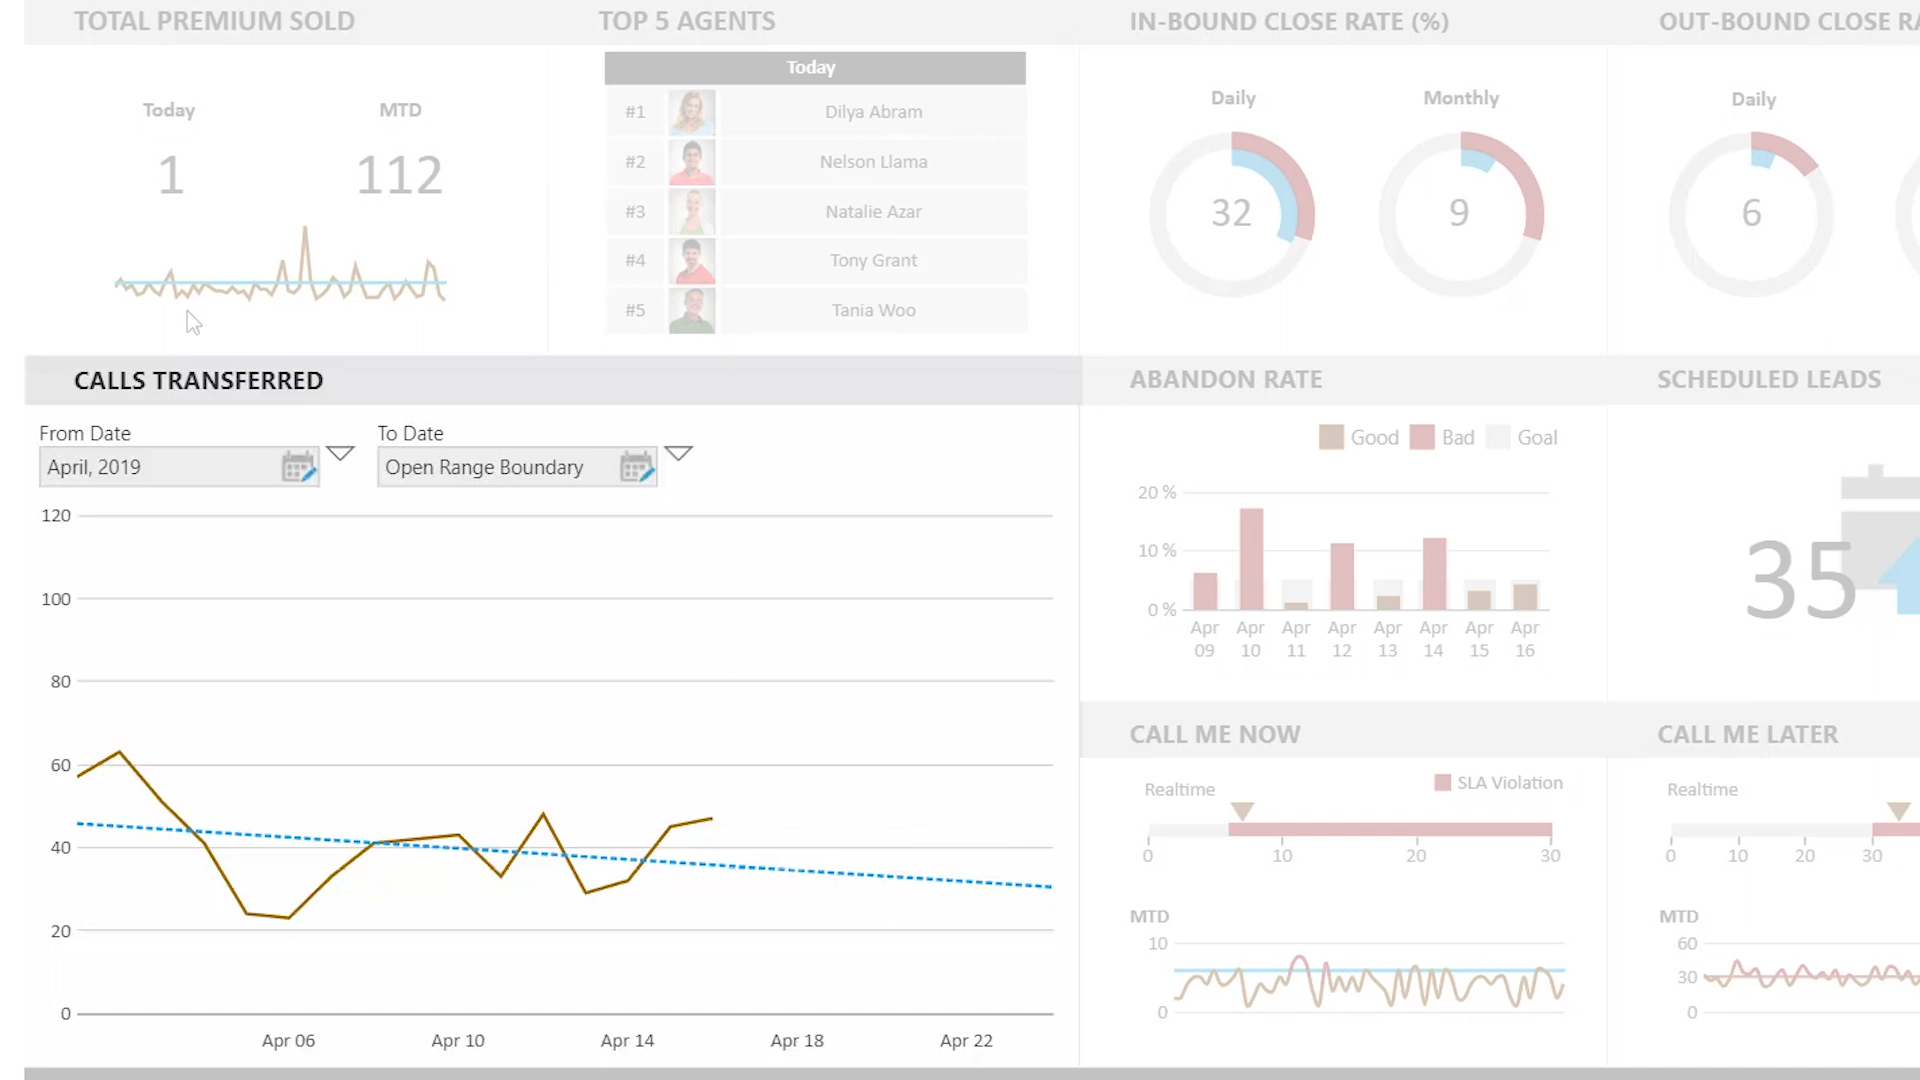 TOTAL PREMIUM SOLD
TOP 5 AGENTS
IN-BOUND CLOSE RATE (%)
OUT-BOUND CLOSE
Today
MTD
1
112
Today
#1 Dilya Abram
#2 Nelson Llama
#3 Natalie Azar
#4 Tony Grant
#5 Tania Woo
Daily
Monthly
32
9
Daily
6
CALLS TRANSFERRED
From Date
To Date
April, 2019
Open Range Boundary
120
100
80
60
40
20
0
Apr 06
Apr 10
Apr 14
Apr 18
Apr 22
ABANDON RATE
Good
Bad
Goal
20 %
10 %
0 %
Apr 09
Apr 10
Apr 11
Apr 12
Apr 13
Apr 14
Apr 15
Apr 16
SCHEDULED LEADS
35
CALL ME NOW
Realtime
SLA Violation
0
10
20
30
MTD
10
0
CALL ME LATER
Realtime
0
10
20
30
MTD
60
30
0